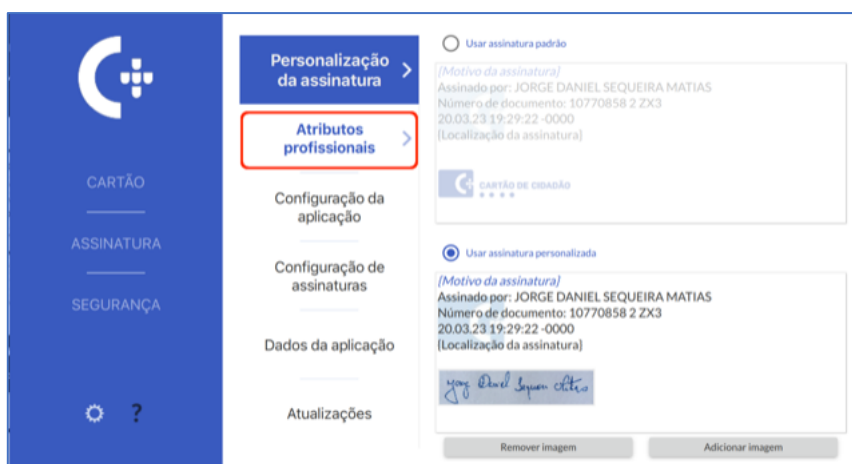 CARTÃO
ASSINATURA
SEGURANÇA
?
Personalização
da assinatura
Atributos
profissionais
Configuração da
aplicação
Configuração de
assinaturas
Dados da aplicação
Atualizações
Usar assinatura padrão
[Motivo da assinatura]
Assinado por: JORGE DANIEL SEQUEIRA MATIAS
Número de documento: 10770858 2 ZX3
20.03.23 19:29:22 -0000
[Localização da assinatura]
CARTÃO DE CIDADÃO
Usar assinatura personalizada
[Motivo da assinatura]
Assinado por: JORGE DANIEL SEQUEIRA MATIAS
Número de documento: 10770858 2 ZX3
20.03.23 19:29:22 -0000
[Localização da assinatura]
Jorge Daniel Sequeira Matias
Remover imagem
Adicionar imagem